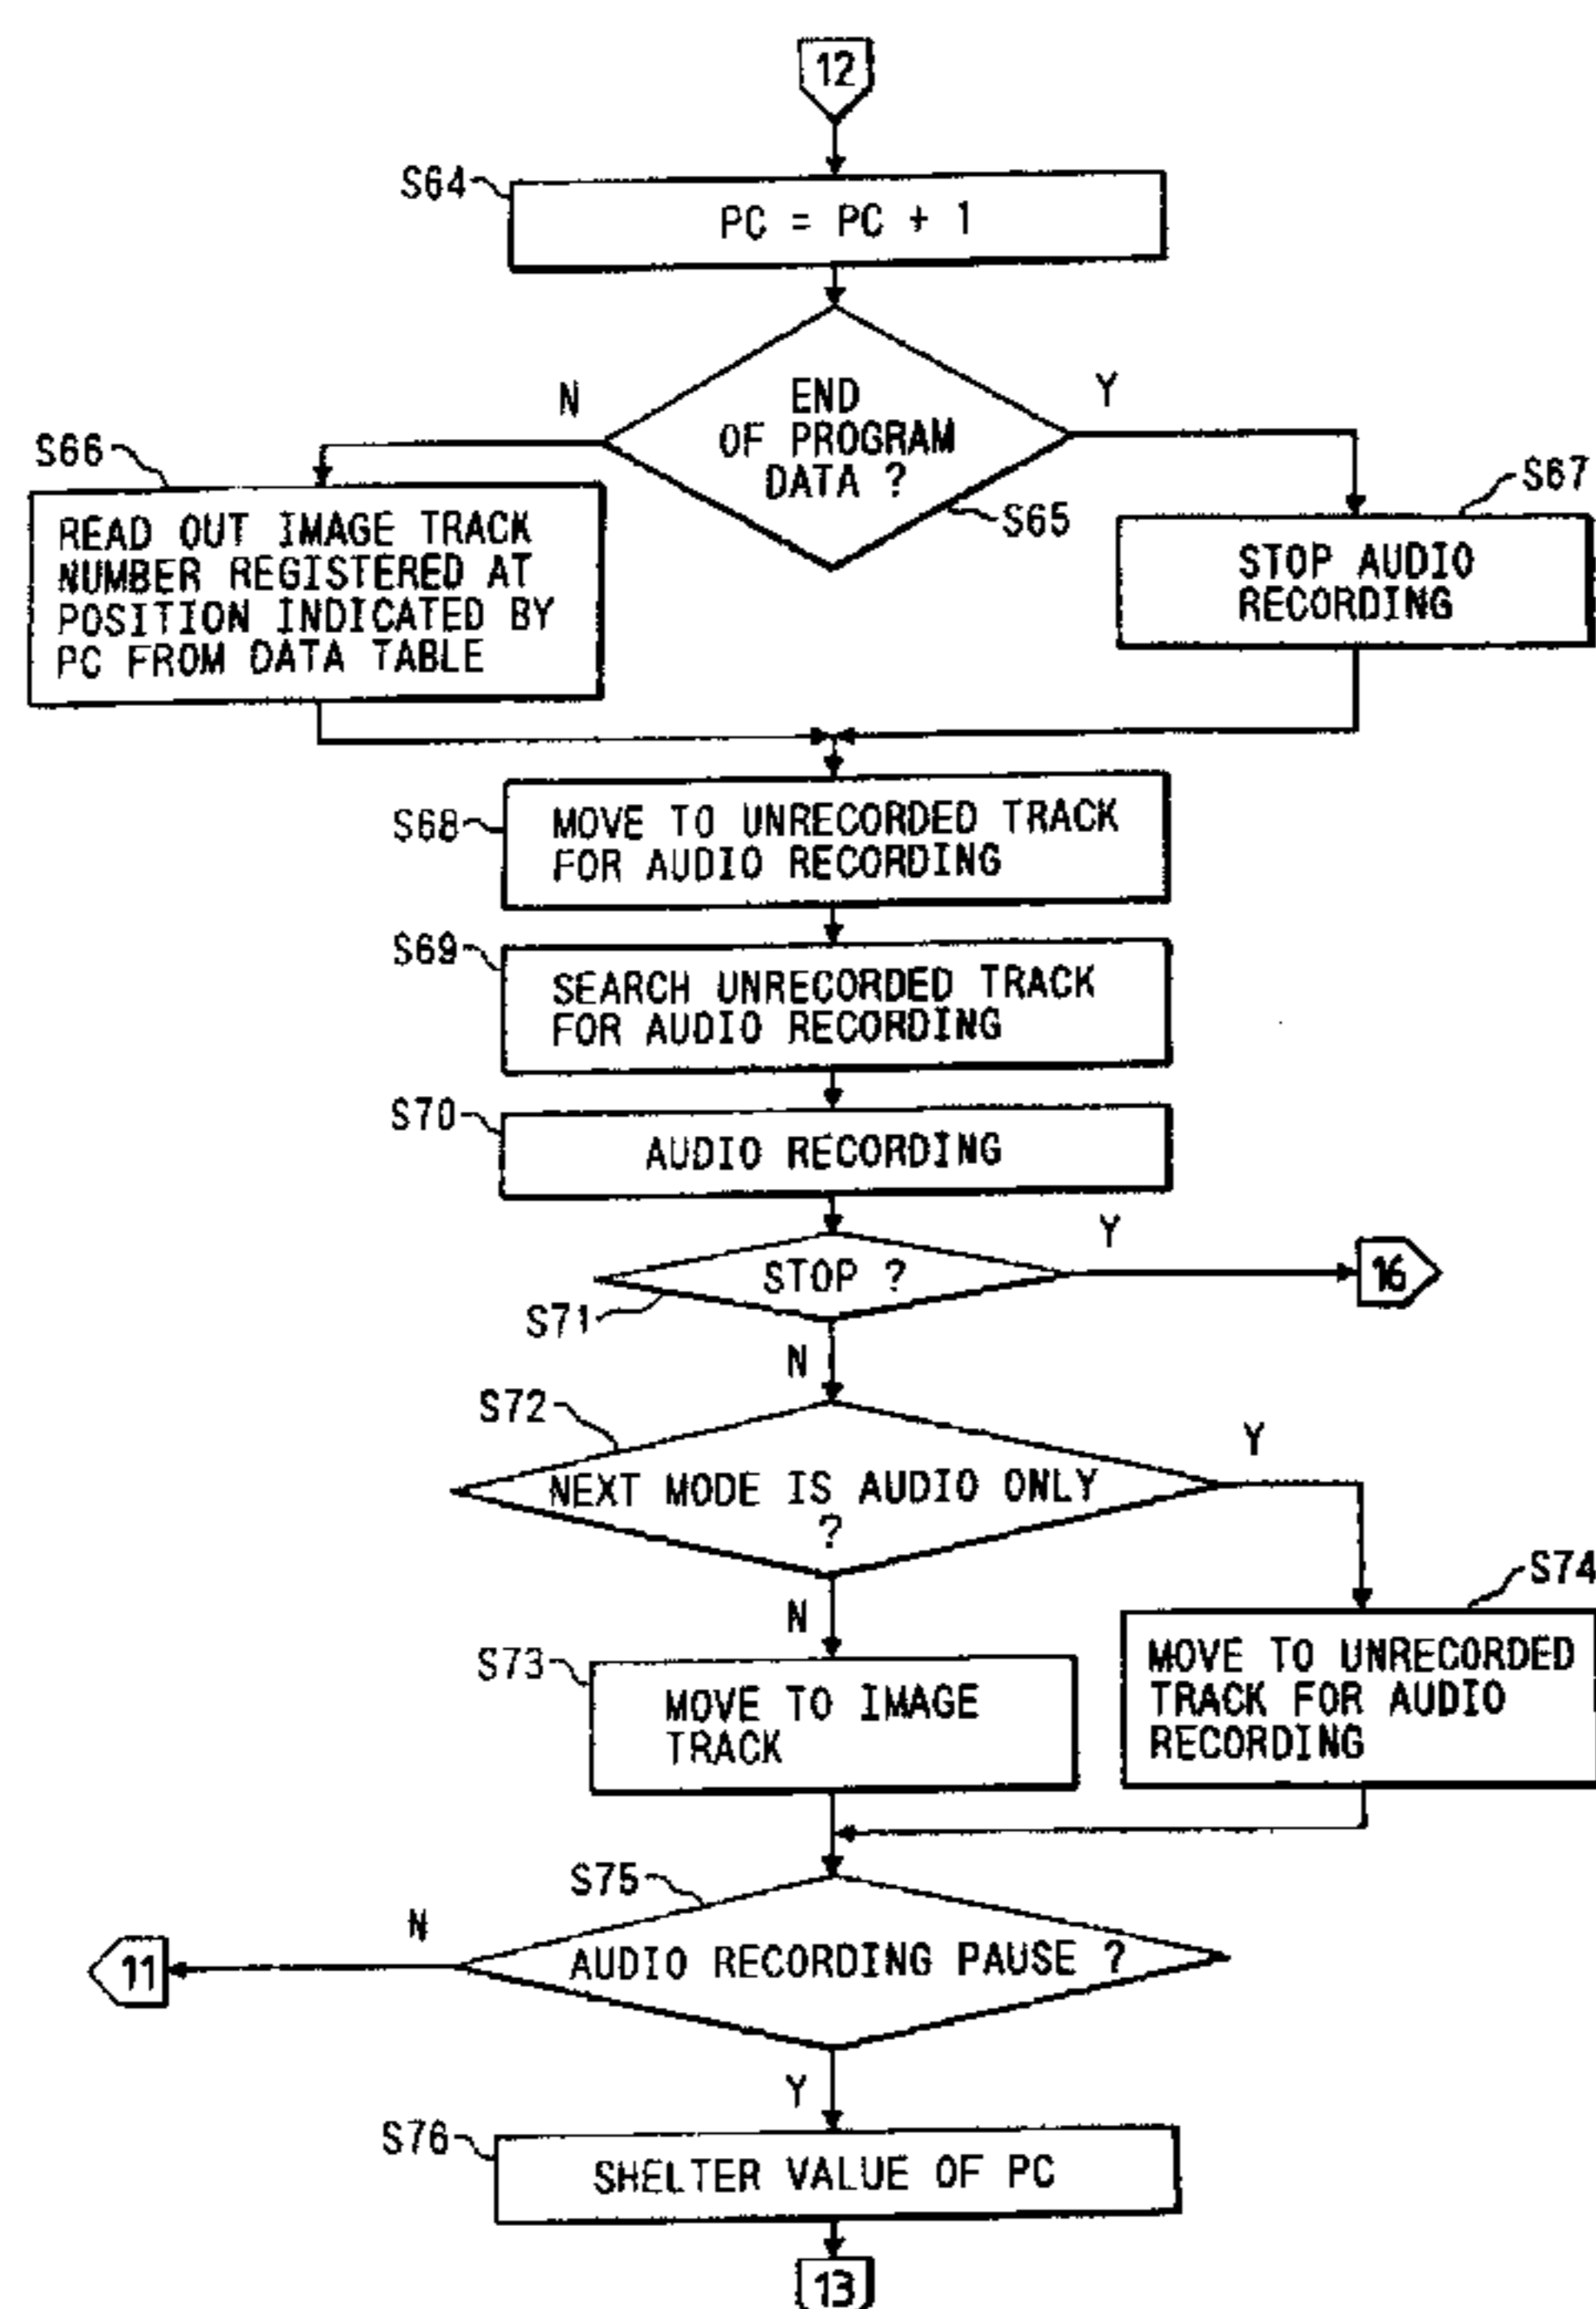 12
S64
PC = PC + 1
N
END
OF PROGRAM
DATA ?
Y
S65
S66
READ OUT IMAGE TRACK
NUMBER REGISTERED AT
POSITION INDICATED BY
PC FROM DATA TABLE
S67
STOP AUDIO
RECORDING
S68
MOVE TO UNRECORDED TRACK
FOR AUDIO RECORDING
S69
SEARCH UNRECORDED TRACK
FOR AUDIO RECORDING
S70
AUDIO RECORDING
STOP ?
Y
16
S71
N
S72
NEXT MODE IS AUDIO ONLY
?
Y
N
S73
MOVE TO IMAGE
TRACK
S74
MOVE TO UNRECORDED
TRACK FOR AUDIO
RECORDING
S75
N
11
AUDIO RECORDING PAUSE ?
Y
S76
SHELTER VALUE OF PC
13